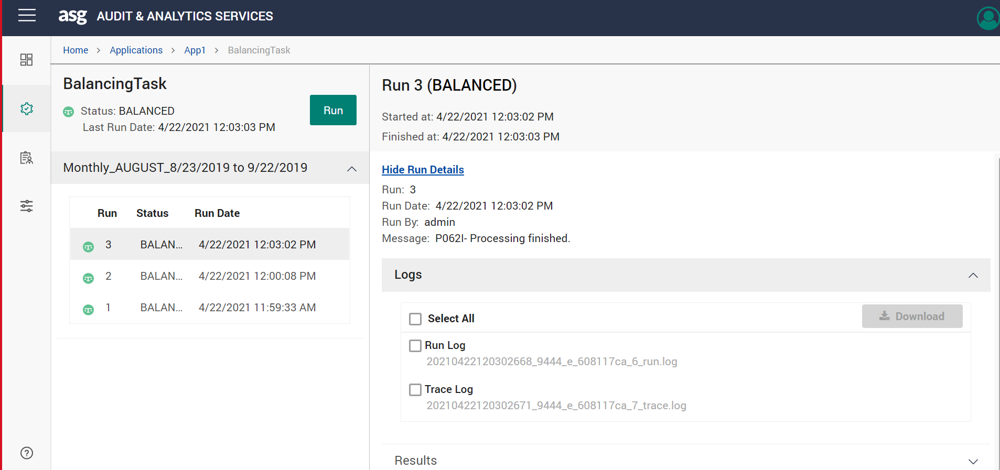 asg AUDIT & ANALYTICS SERVICES
Home > Applications > App1 > BalancingTask
BalancingTask
Status: BALANCED
Last Run Date: 4/22/2021 12:03:03 PM
Run
Monthly_AUGUST_8/23/2019 to 9/22/2019
Run Status Run Date
3 BALAN... 4/22/2021 12:03:02 PM
2 BALAN... 4/22/2021 12:00:08 PM
1 BALAN... 4/22/2021 11:59:33 AM
Run 3 (BALANCED)
Started at: 4/22/2021 12:03:02 PM
Finished at: 4/22/2021 12:03:03 PM
Hide Run Details
Run: 3
Run Date: 4/22/2021 12:03:02 PM
Run By: admin
Message: P062I- Processing finished.
Logs
Select All
Download
Run Log
20210422120302668_9444_e_608117ca_6_run.log
Trace Log
20210422120302671_9444_e_608117ca_7_trace.log
Results